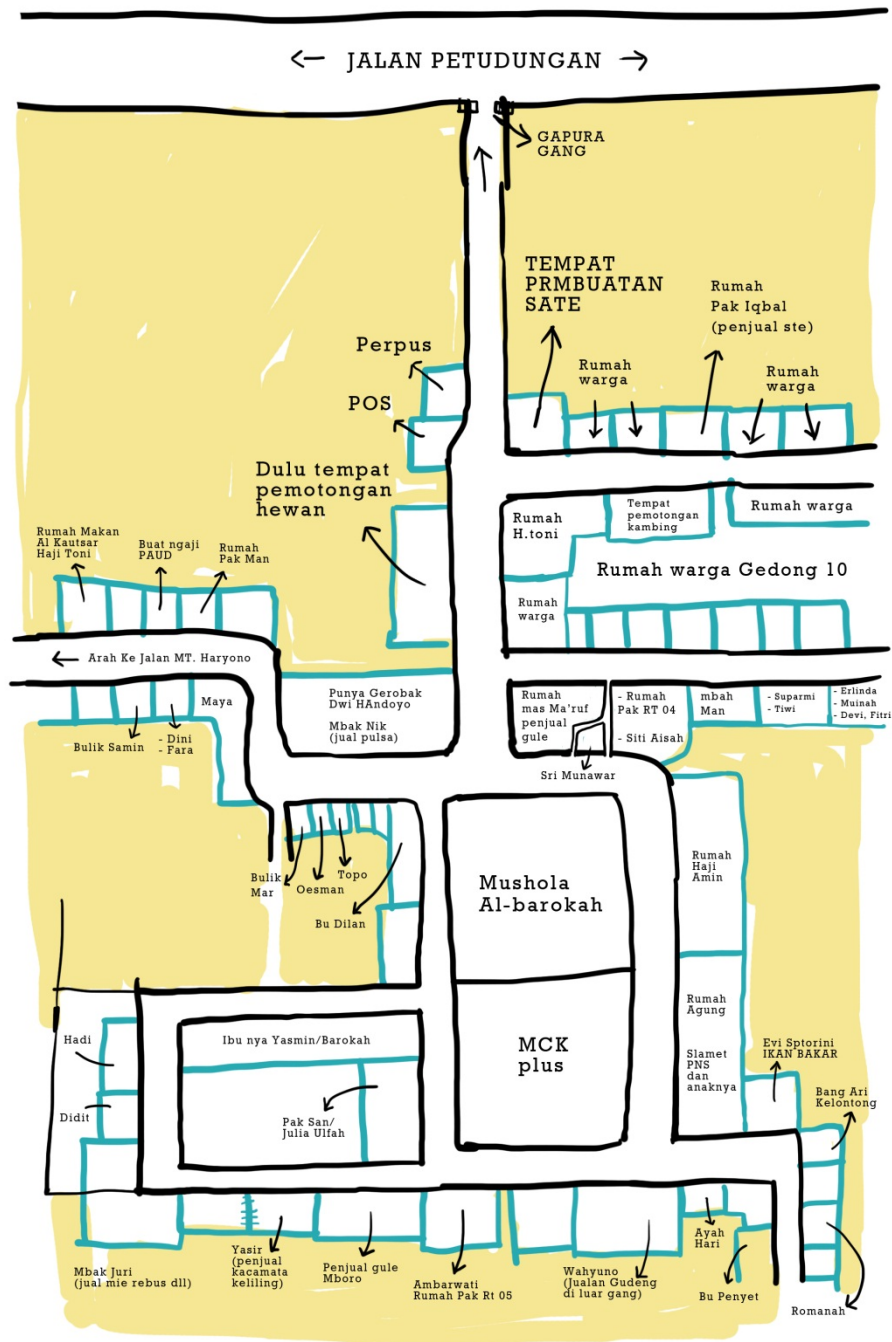 JALAN PETUDUNGAN
GAPURA
GANG
TEMPAT
PRMBUATAN
SATE
Rumah
Pak Iqbal
(penjual ste)
Perpus
Rumah
warga
Rumah
warga
POS
Dulu tempat
pemotongan
hewan
Rumah
H.toni
Tempat
pemotongan
kambing
Rumah warga
Rumah Makan
Al Kautsar
Haji Toni
Buat ngaji
PAUD
Rumah
Pak Man
Rumah warga Gedong 10
Rumah
warga
Arah Ke Jalan MT. Haryono
Maya
Punya Gerobak
Dwi HAndoyo
Mbak Nik
(jual pulsa)
Rumah
mas Ma'ruf
penjual
gule
- Rumah
Pak RT 04
- Siti Aisah
mbah
Man
- Suparmi
- Tiwi
- Erlinda
- Muinah
- Devi, Fitri
Bulik Samin
- Dini
- Fara
Sri Munawar
Bulik
Mar
Oesman
Topo
Bu Dilan
Mushola
Al-barokah
Rumah
Haji
Amin
Rumah
Agung
Slamet
PNS
dan
anaknya
Hadi
Ibu nya Yasmin/Barokah
MCK
plus
Evi Sptorini
IKAN BAKAR
Bang Ari
Kelontong
Didit
Pak San/
Julia Ulfah
Mbak Juri
(jual mie rebus dll)
Yasir
(penjual
kacamata
keliling)
Penjual gule
Mboro
Ambarwati
Rumah Pak Rt 05
Wahyuno
(Jualan Gudeng
di luar gang)
Ayah
Hari
Bu Penyet
Romanah